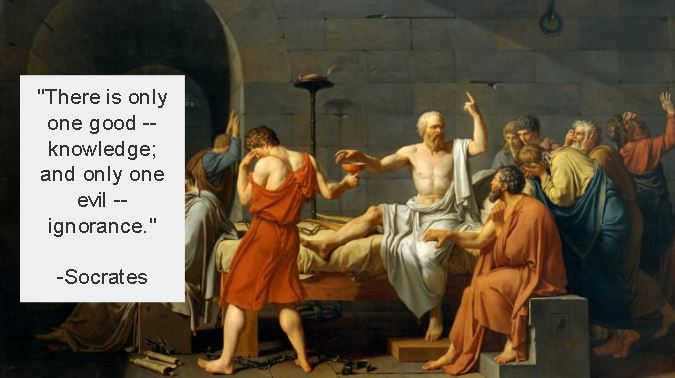 "There is only
one good --
knowledge;
and only one
evil --
ignorance."
-Socrates